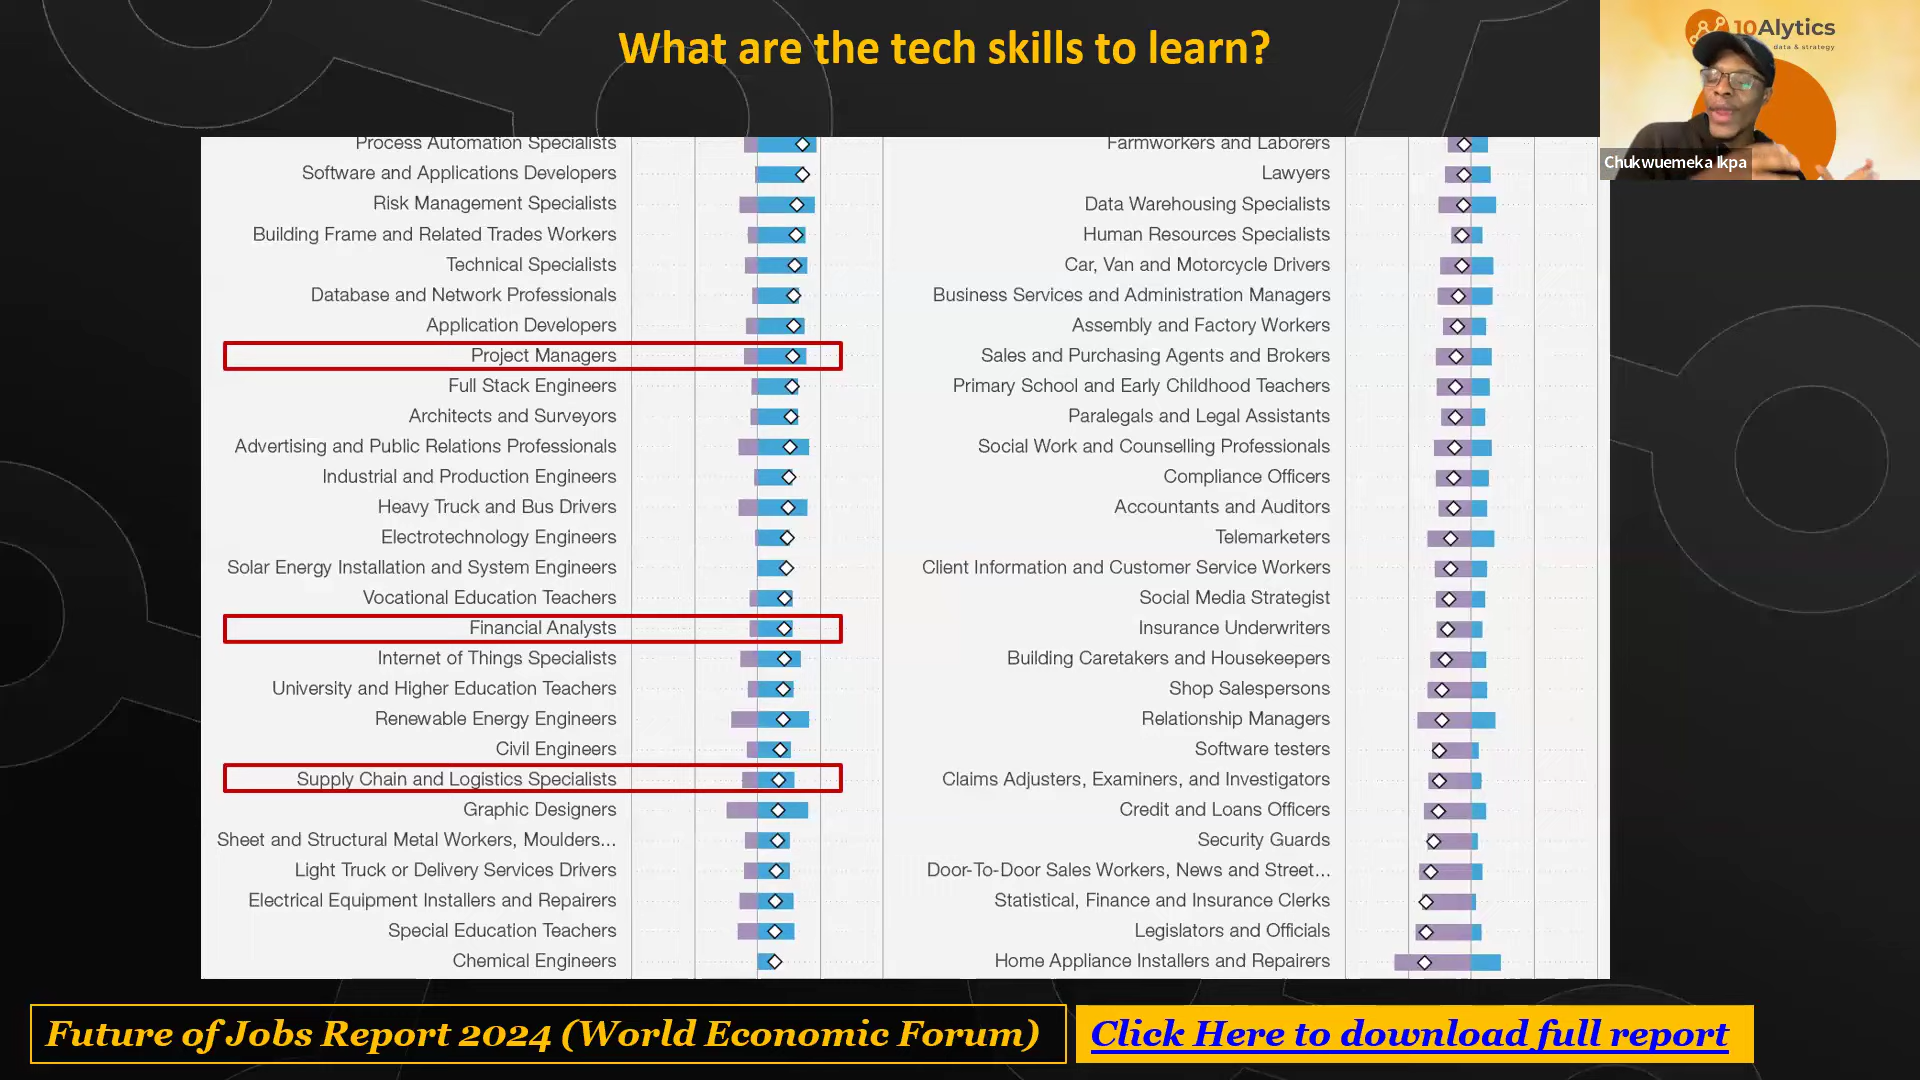 What are the tech skills to learn?
10Alytics
data & strategy
Chukwuemeka Ikpa
Process Automation Specialists
Software and Applications Developers
Risk Management Specialists
Building Frame and Related Trades Workers
Technical Specialists
Database and Network Professionals
Application Developers
Project Managers
Full Stack Engineers
Architects and Surveyors
Advertising and Public Relations Professionals
Industrial and Production Engineers
Heavy Truck and Bus Drivers
Electrotechnology Engineers
Solar Energy Installation and System Engineers
Vocational Education Teachers
Financial Analysts
Internet of Things Specialists
University and Higher Education Teachers
Renewable Energy Engineers
Civil Engineers
Supply Chain and Logistics Specialists
Graphic Designers
Sheet and Structural Metal Workers, Moulders...
Light Truck or Delivery Services Drivers
Electrical Equipment Installers and Repairers
Special Education Teachers
Chemical Engineers
Farmworkers and Laborers
Lawyers
Data Warehousing Specialists
Human Resources Specialists
Car, Van and Motorcycle Drivers
Business Services and Administration Managers
Assembly and Factory Workers
Sales and Purchasing Agents and Brokers
Primary School and Early Childhood Teachers
Paralegals and Legal Assistants
Social Work and Counselling Professionals
Compliance Officers
Accountants and Auditors
Telemarketers
Client Information and Customer Service Workers
Social Media Strategist
Insurance Underwriters
Building Caretakers and Housekeepers
Shop Salespersons
Relationship Managers
Software testers
Claims Adjusters, Examiners, and Investigators
Credit and Loans Officers
Security Guards
Door-To-Door Sales Workers, News and Street...
Statistical, Finance and Insurance Clerks
Legislators and Officials
Home Appliance Installers and Repairers
Future of Jobs Report 2024 (World Economic Forum)
Click Here to download full report